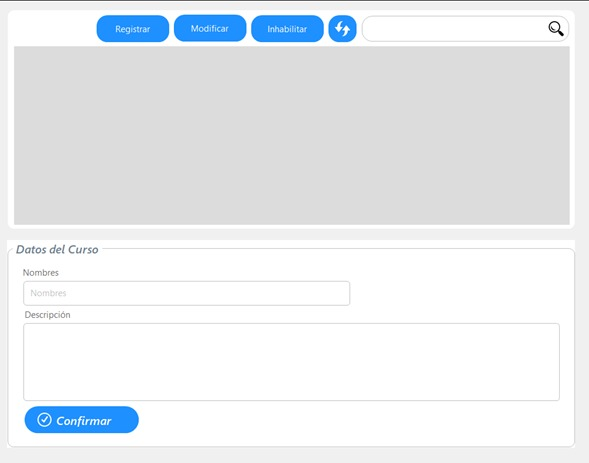 Registrar
Modificar
Inhabilitar
Datos del Curso
Nombres
Nombres
Descripción
Confirmar